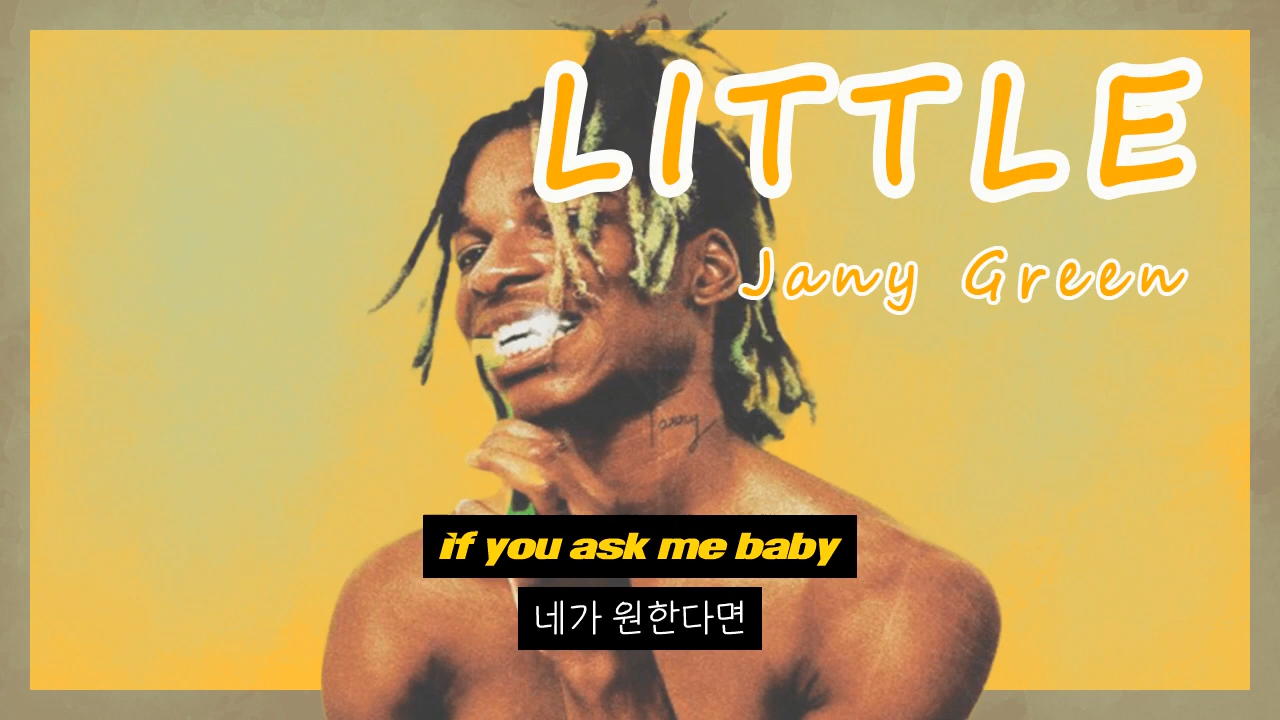 LITTLE
Jany Green
if you ask me baby
네가 원한다면